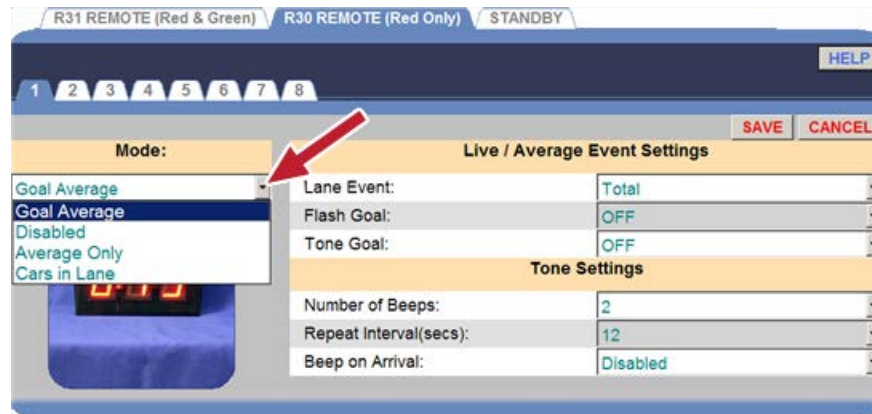 R31 REMOTE (Red & Green) R30 REMOTE (Red Only) STANDBY
HELP
1 2 3 4 5 6 7 8
SAVE CANCEL
Mode: Live / Average Event Settings
Goal Average Lane Event: Total
Goal Average Flash Goal: OFF
Disabled
Average Only Tone Goal: OFF
Cars in Lane Tone Settings
Number of Beeps: 2
Repeat Interval(secs): 12
Beep on Arrival: Disabled